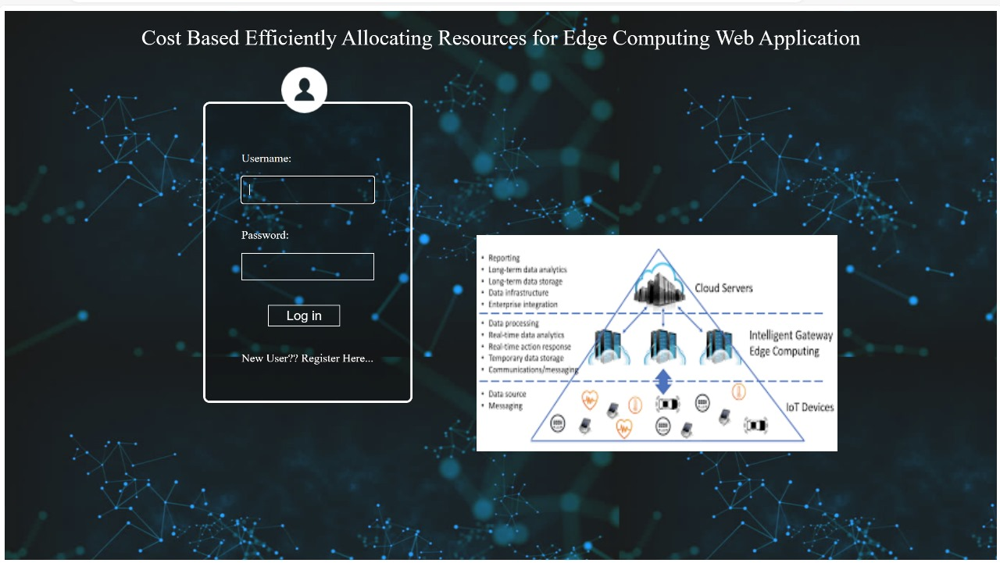 Cost Based Efficiently Allocating Resources for Edge Computing Web Application
Username:
Password:
Log in
New User?? Register Here...
• Reporting
• Long-term data analytics
• Long-term data storage
• Data infrastructure
• Enterprise integration
Cloud Servers
• Data processing
• Real-time data analytics
• Real-time action response
• Temporary data storage
• Communications/messaging
Intelligent Gateway
Edge Computing
• Data source
• Messaging
IoT Devices